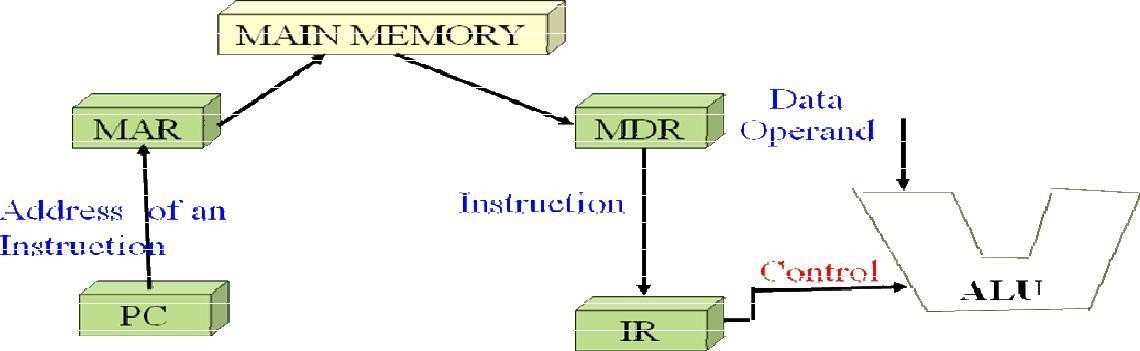 MAIN MEMORY
MAR
MDR
Data
Operand
Address of an
Instruction
Instruction
Control
ALU
PC
IR